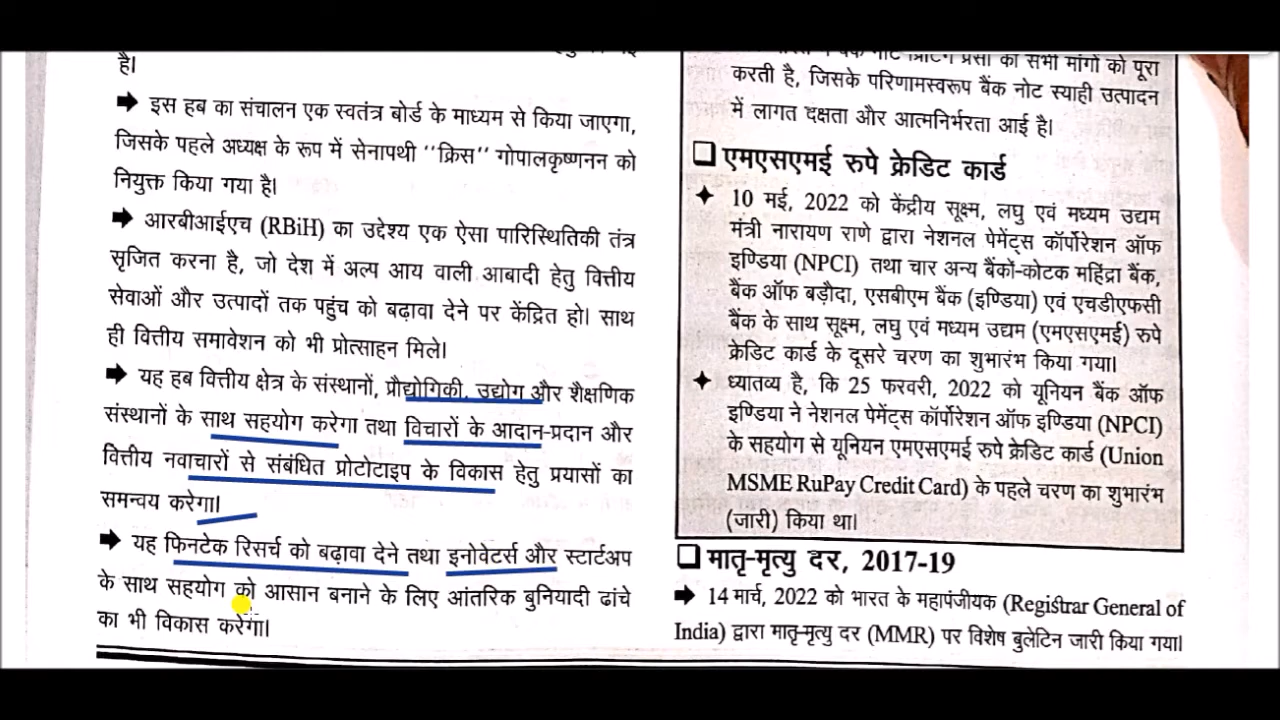 है।
➡ इस हब का संचालन एक स्वतंत्र बोर्ड के माध्यम से किया जाएगा,
जिसके पहले अध्यक्ष के रूप में सेनापथी ''क्रिस'' गोपालकृष्णनन को
नियुक्त किया गया है।
➡ आरबीआईएच (RBiH) का उद्देश्य एक ऐसा पारिस्थितिकी तंत्र
सृजित करना है, जो देश में अल्प आय वाली आबादी हेतु वित्तीय
सेवाओं और उत्पादों तक पहुंच को बढ़ावा देने पर केंद्रित हो। साथ
ही वित्तीय समावेशन को भी प्रोत्साहन मिले।
➡ यह हब वित्तीय क्षेत्र के संस्थानों, प्रौद्योगिकी, उद्योग और शैक्षणिक
संस्थानों के साथ सहयोग करेगा तथा विचारों के आदान-प्रदान और
वित्तीय नवाचारों से संबंधित प्रोटोटाइप के विकास हेतु प्रयासों का
समन्वय करेगा।
➡ यह फिनटेक रिसर्च को बढ़ावा देने तथा इनोवेटर्स और स्टार्टअप
के साथ सहयोग को आसान बनाने के लिए आंतरिक बुनियादी ढांचे
का भी विकास करेगा।
प्रेसों की सभी मांगों को पूरा
करती है, जिसके परिणामस्वरूप बैंक नोट स्याही उत्पादन
में लागत दक्षता और आत्मनिर्भरता आई है।
❑ एमएसएमई रुपे क्रेडिट कार्ड
✦ 10 मई, 2022 को केंद्रीय सूक्ष्म, लघु एवं मध्यम उद्यम
मंत्री नारायण राणे द्वारा नेशनल पेमेंट्स कॉर्पोरेशन ऑफ
इण्डिया (NPCI) तथा चार अन्य बैंकों-कोटक महिंद्रा बैंक,
बैंक ऑफ बड़ौदा, एसबीएम बैंक (इण्डिया) एवं एचडीएफसी
बैंक के साथ सूक्ष्म, लघु एवं मध्यम उद्यम (एमएसएमई) रुपे
क्रेडिट कार्ड के दूसरे चरण का शुभारंभ किया गया।
✦ ध्यातव्य है, कि 25 फरवरी, 2022 को यूनियन बैंक ऑफ
इण्डिया ने नेशनल पेमेंट्स कॉर्पोरेशन ऑफ इण्डिया (NPCI)
के सहयोग से यूनियन एमएसएमई रुपे क्रेडिट कार्ड (Union
MSME RuPay Credit Card) के पहले चरण का शुभारंभ
(जारी) किया था।
❑ मातृ-मृत्यु दर, 2017-19
➡ 14 मार्च, 2022 को भारत के महापंजीयक (Registrar General of
India) द्वारा मातृ-मृत्यु दर (MMR) पर विशेष बुलेटिन जारी किया गया।